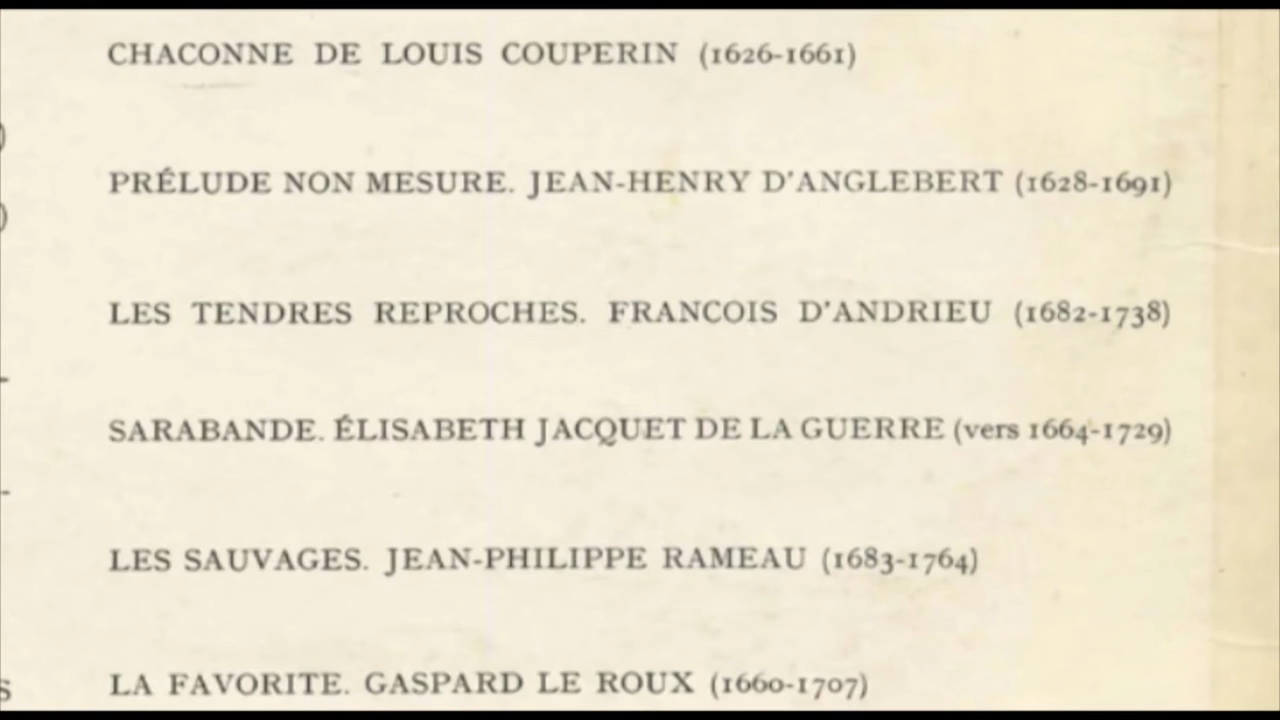 CHACONNE DE LOUIS COUPERIN (1626-1661)
PRÉLUDE NON MESURE. JEAN-HENRY D'ANGLEBERT (1628-1691)
LES TENDRES REPROCHES. FRANCOIS D'ANDRIEU (1682-1738)
SARABANDE. ÉLISABETH JACQUET DE LA GUERRE (vers 1664-1729)
LES SAUVAGES. JEAN-PHILIPPE RAMEAU (1683-1764)
LA FAVORITE. GASPARD LE ROUX (1660-1707)